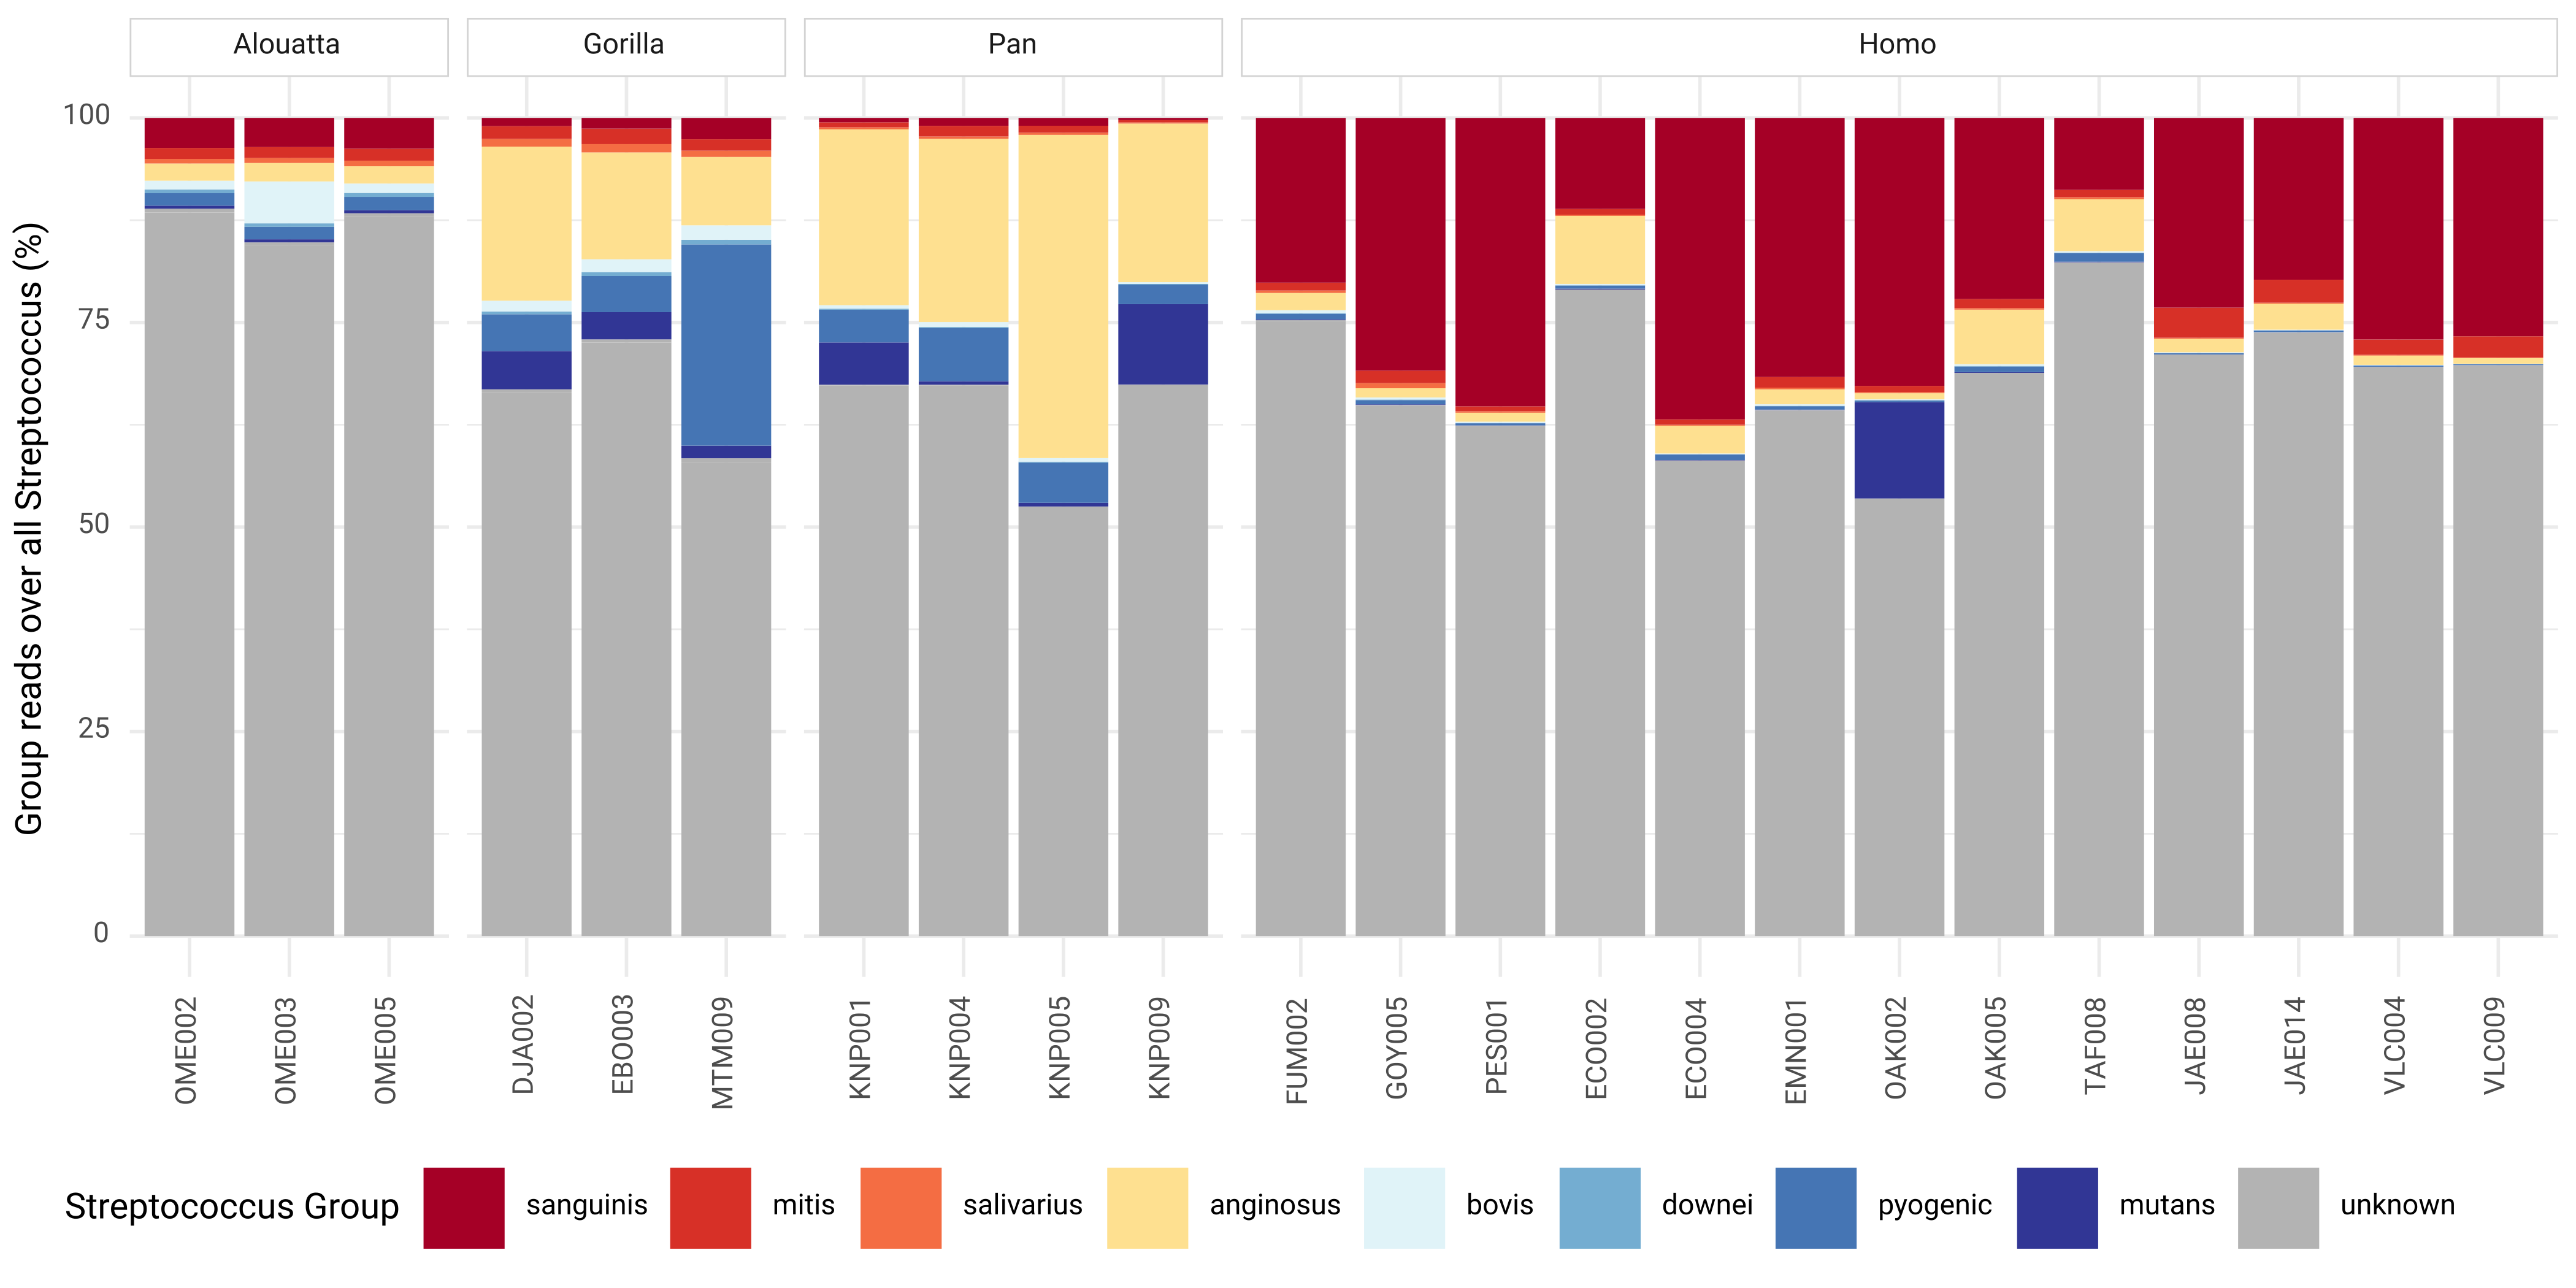 Alouatta
Gorilla
Pan
Homo
Group reads over all Streptococcus (%)
100
75
50
25
0
OME002
OME003
OME005
DJA002
EBO003
MTM009
KNP001
KNP004
KNP005
KNP009
FUM002
GOY005
PES001
ECO002
ECO004
EMN001
OAK002
OAK005
TAF008
JAE008
JAE014
VLC004
VLC009
Streptococcus Group sanguinis mitis salivarius anginosus bovis downei pyogenic mutans unknown